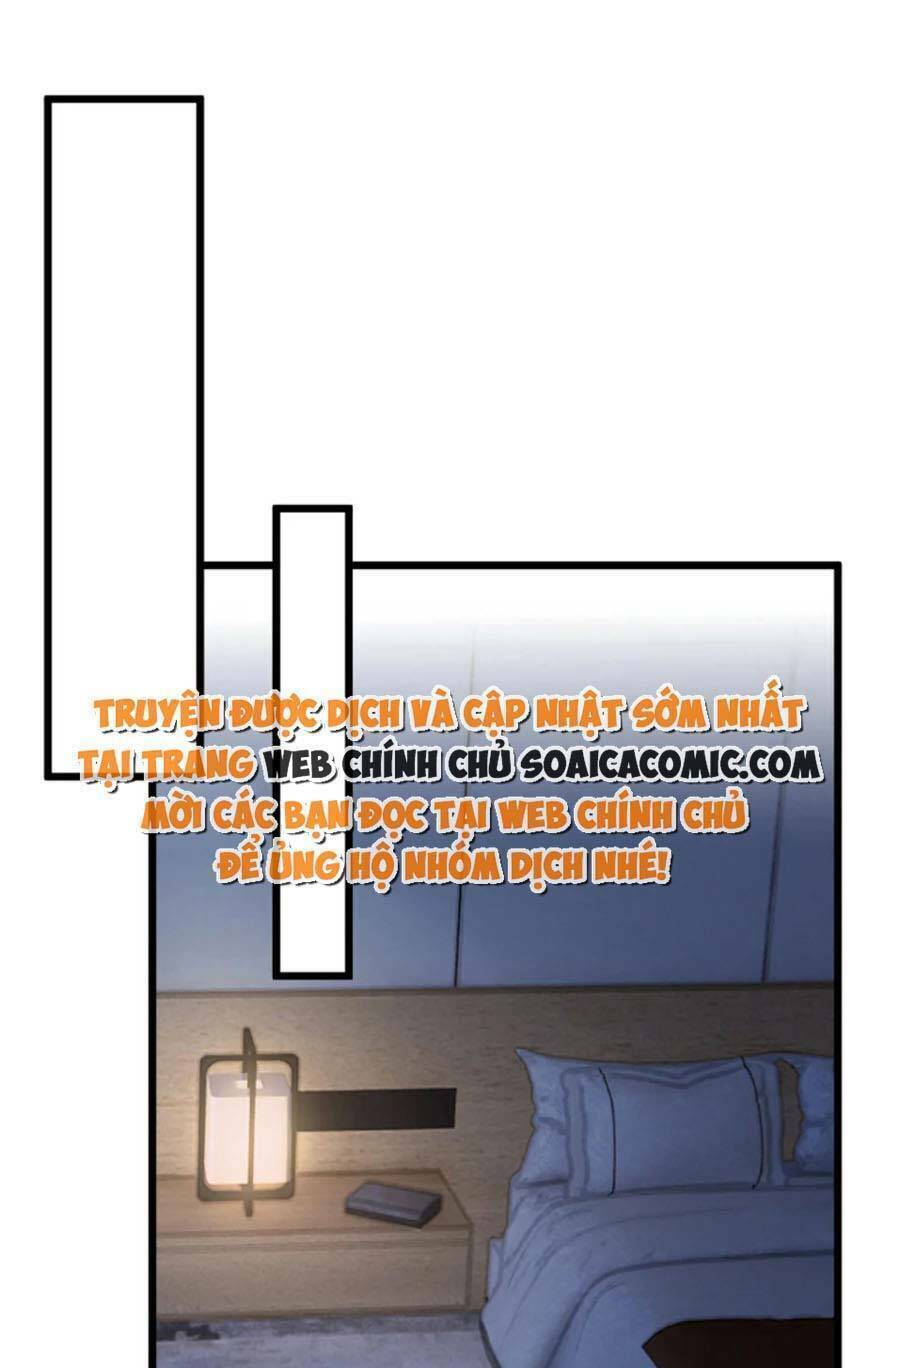 TRUYỆN ĐƯỢC DỊCH VÀ CẬP NHẬT SỚM NHẤT
TẠI TRANG WEB CHÍNH CHỦ SOAICACOMIC.COM
MỜI CÁC BẠN ĐỌC TẠI WEB CHÍNH CHỦ
ĐỂ ỦNG HỘ NHÓM DỊCH NHÉ!